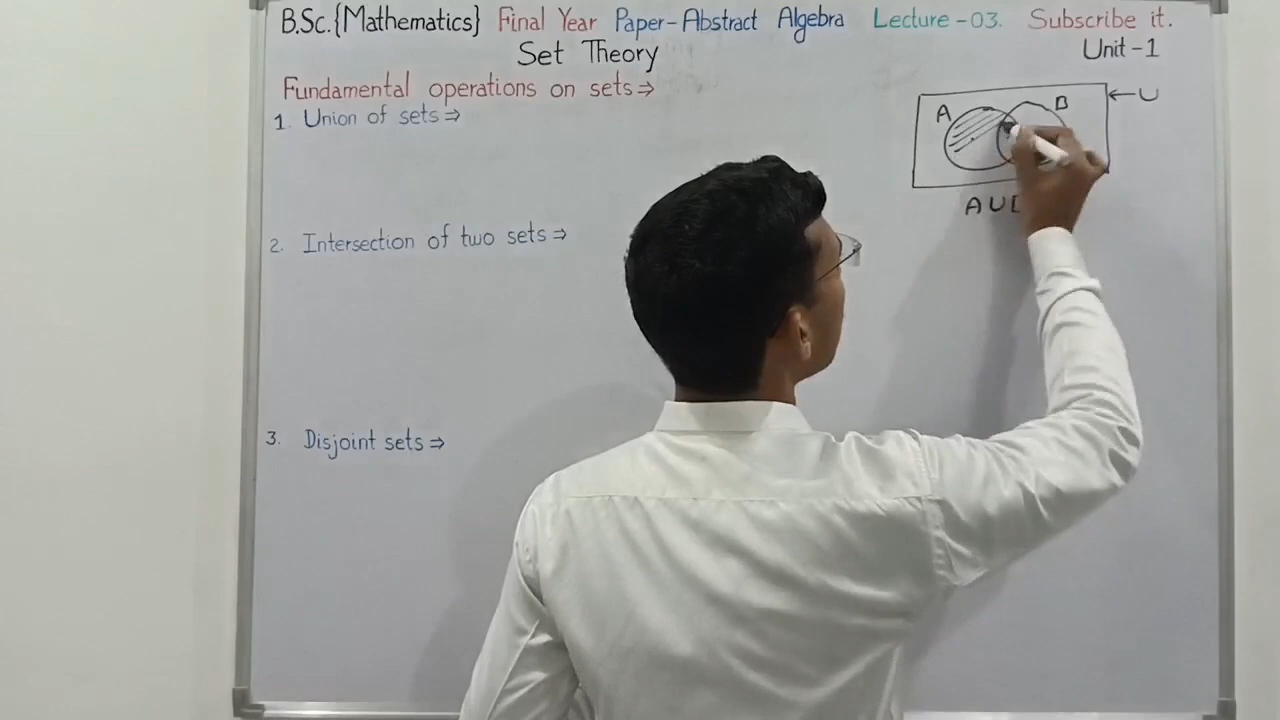 B.Sc.{Mathematics} Final Year Paper-Abstract Algebra Lecture-03. Subscribe it.
Set Theory Unit-1
Fundamental operations on sets⇒
1. Union of sets⇒
A B ←U
A U
2. Intersection of two sets⇒
3. Disjoint sets⇒